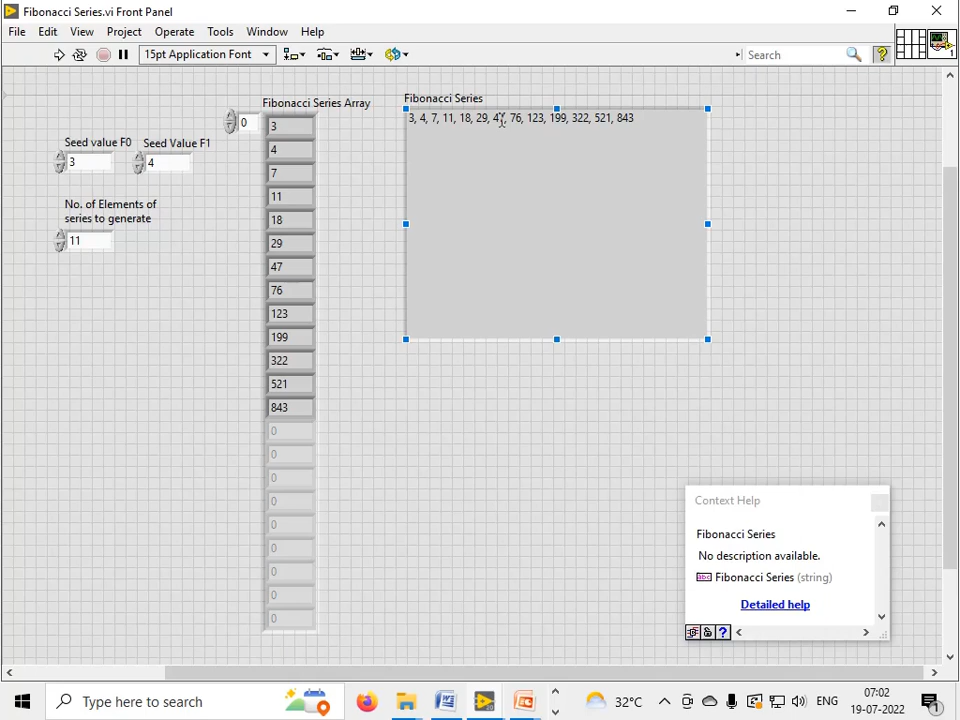 Fibonacci Series.vi Front Panel
File Edit View Project Operate Tools Window Help
15pt Application Font
Search
1
Fibonacci Series Array
Fibonacci Series
0
3
4
7
11
18
29
47
76
123
199
322
521
843
0
0
0
0
0
0
0
0
0
3, 4, 7, 11, 18, 29, 47, 76, 123, 199, 322, 521, 843
Seed value F0
3
Seed Value F1
4
No. of Elements of
series to generate
11
Context Help
Fibonacci Series
No description available.
abc Fibonacci Series (string)
Detailed help
?
Type here to search
32°C
ENG
07:02
19-07-2022
1